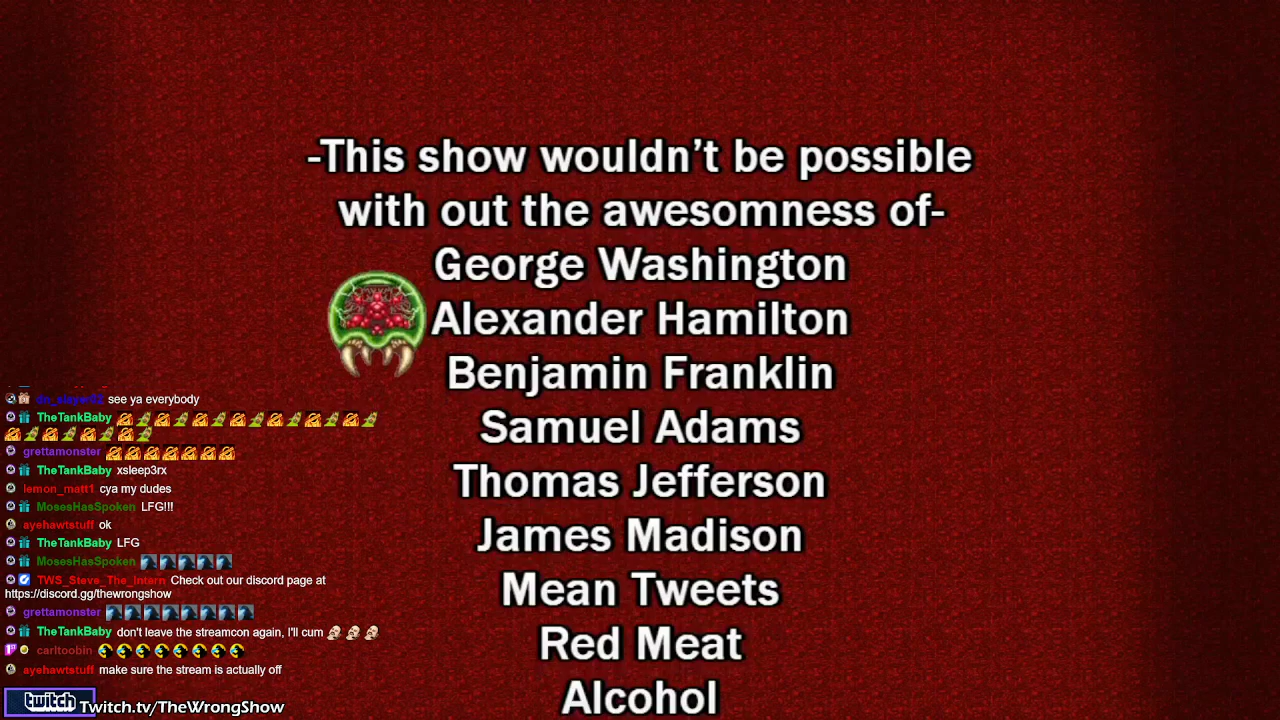 -This show wouldn't be possible
with out the awesomness of-
George Washington
Alexander Hamilton
Benjamin Franklin
Samuel Adams
Thomas Jefferson
James Madison
Mean Tweets
Red Meat
Alcohol
see ya everybody
TheTankBaby
grettamonster
TheTankBaby xsleep3rx
lemon_matt1 cya my dudes
MosesHasSpoken LFG!!!
ayehawtstuff ok
TheTankBaby LFG
MosesHasSpoken
TWS_Steve_The_Intern Check out our discord page at
https://discord.gg/thewrongshow
grettamonster
TheTankBaby don't leave the streamcon again, i'll cum
carltoobin
ayehawtstuff make sure the stream is actually off
twitch Twitch.tv/TheWrongShow